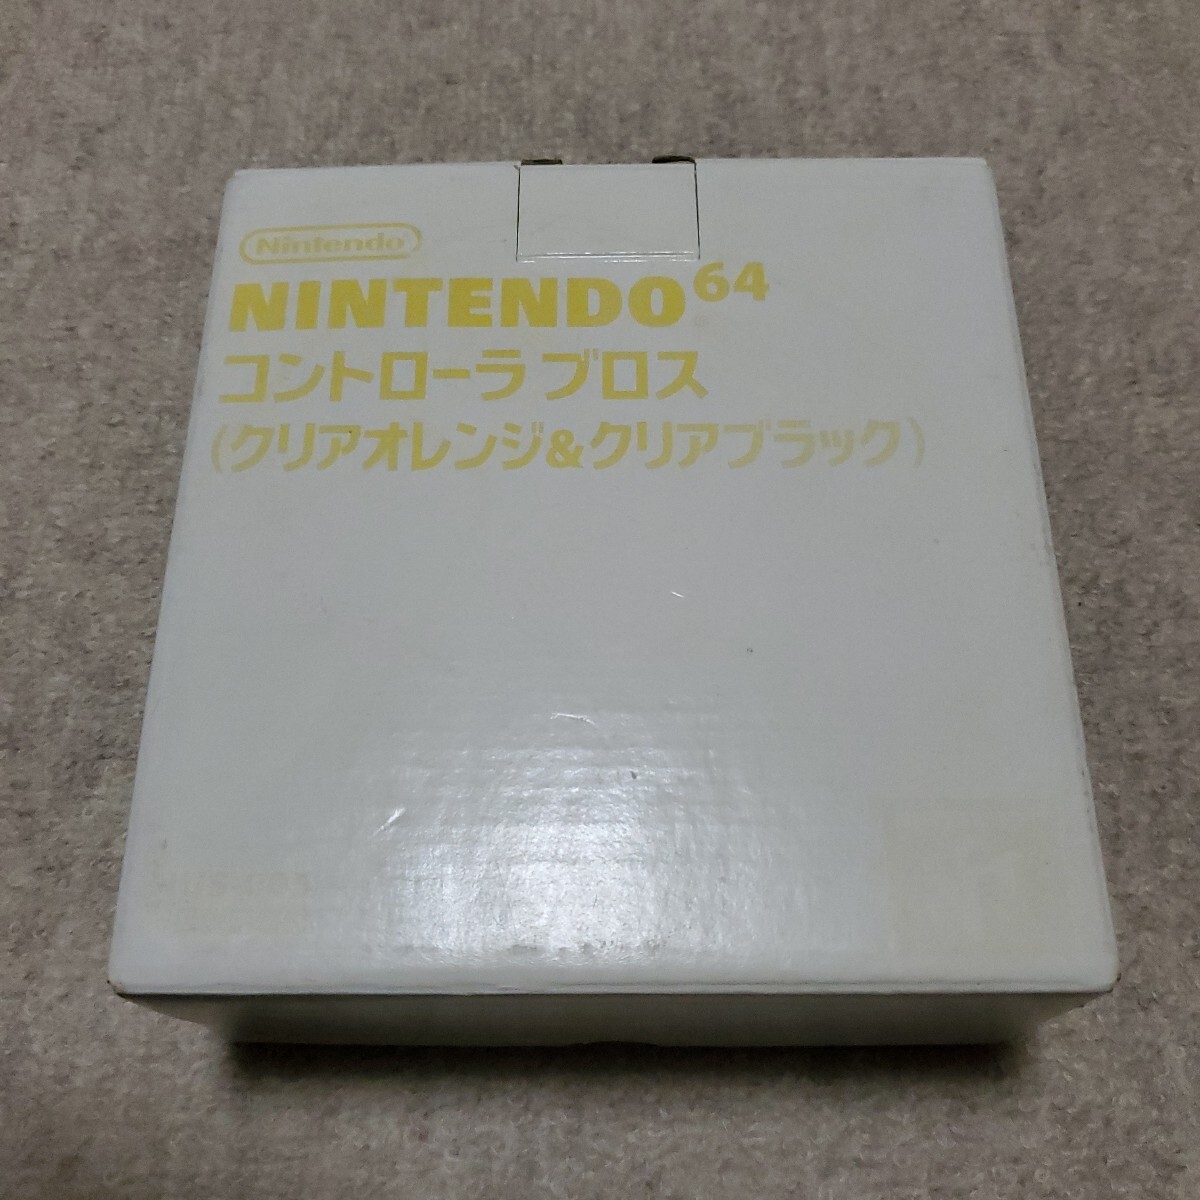 Nintendo
NINTENDO64
コントローラ ブロス
(クリアオレンジ&クリアブラック)